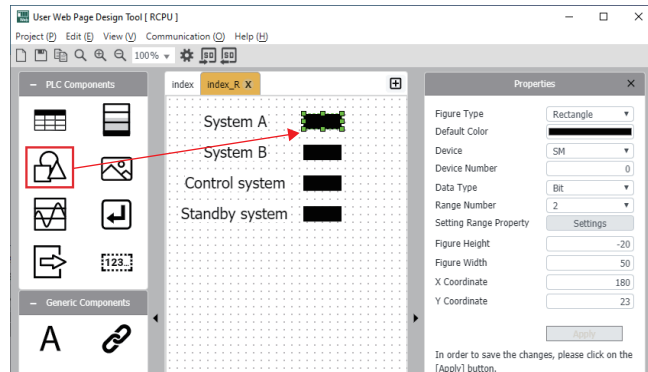 User Web Page Design Tool [ RCPU ]
Project (P) Edit (E) View (V) Communication (O) Help (H)
100%
PLC Components
index index_R X
Properties X
System A
System B
Control system
Standby system
123...
Generic Components
A
Figure Type Rectangle
Default Color
Device SM
Device Number 0
Data Type Bit
Range Number 2
Setting Range Property Settings
Figure Height -20
Figure Width 50
X Coordinate 180
Y Coordinate 23
Apply
In order to save the changes, please click on the
[Apply] button.